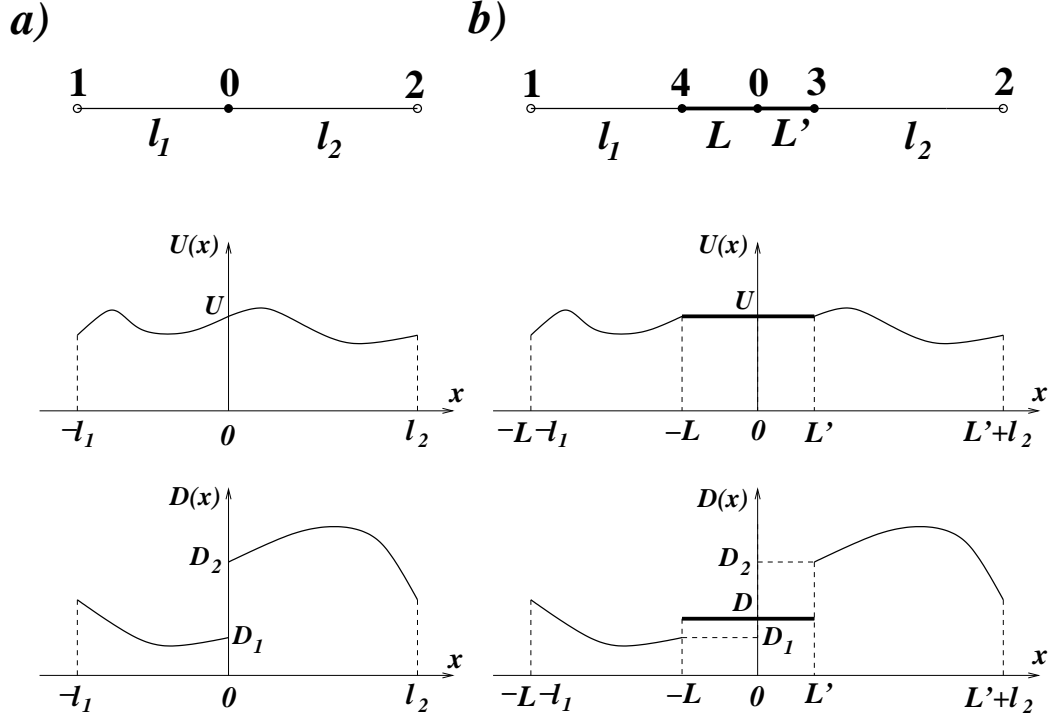 a)
1 0 2
l₁ l₂
U(x)
U
x
−l₁ 0 l₂
D(x)
D₂
D₁
x
−l₁ 0 l₂
b)
1 4 0 3 2
l₁ L L’ l₂
U(x)
U
x
−L−l₁ −L 0 L’ L’+l₂
D(x)
D₂
D
D₁
x
−L−l₁ −L 0 L’ L’+l₂